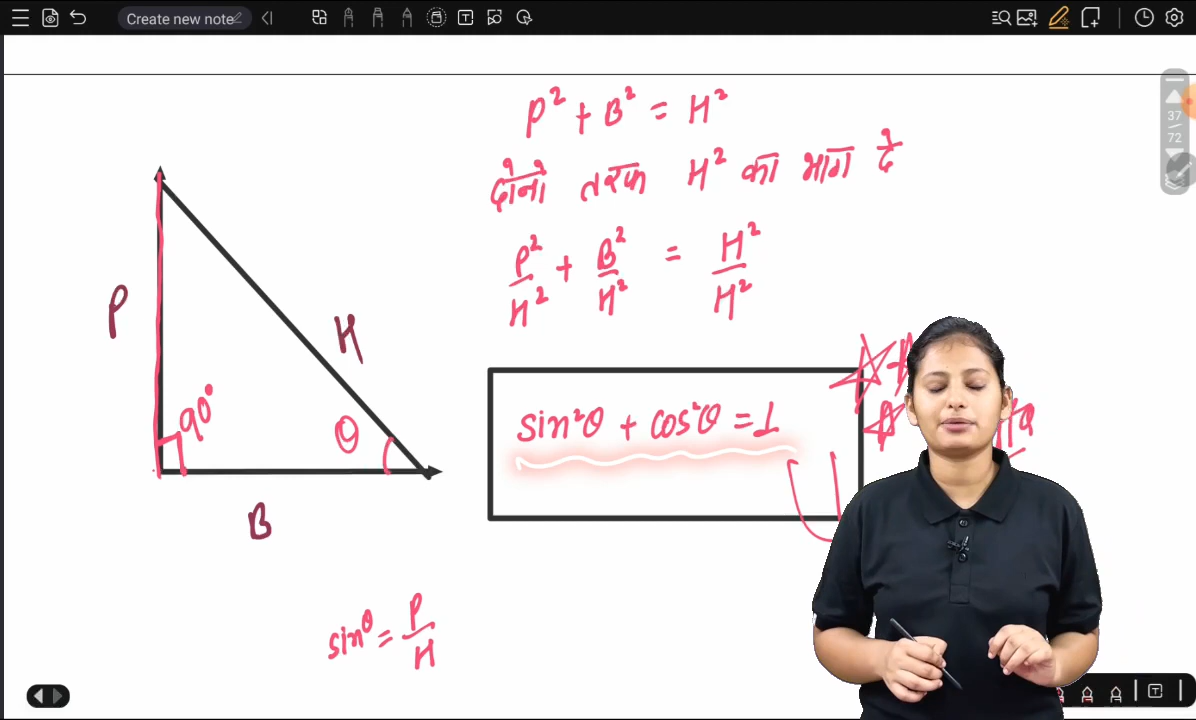 Create new note
P² + B² = H²
दोनो तरफ H² का भाग दे
P²/H² + B²/H² = H²/H²
37
72
P
H
90°
θ
sin²θ + cos²θ = 1
B
sinθ = P/H